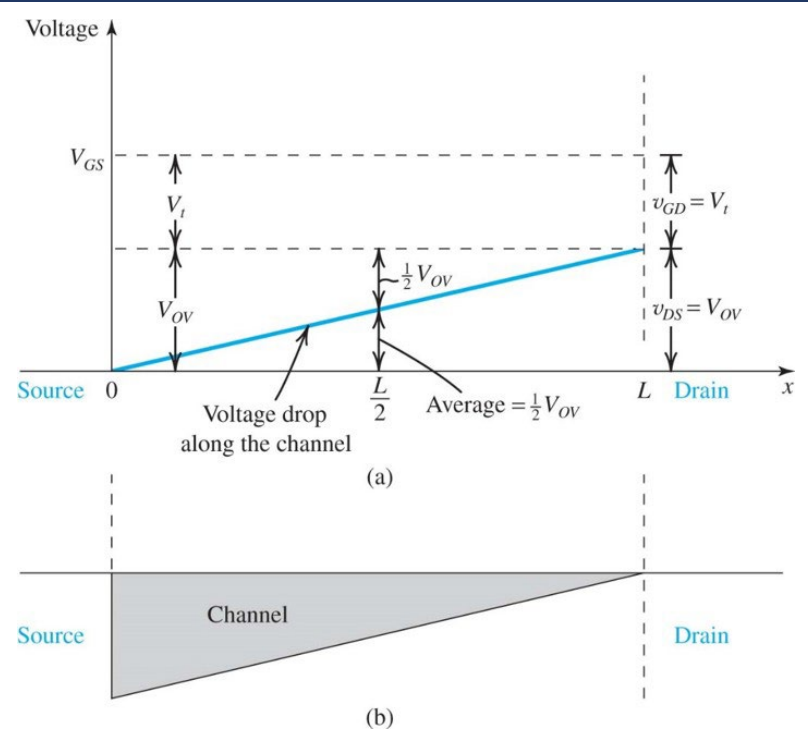 Voltage
V_GS
V_t
v_GD = V_t
½ V_OV
V_OV
v_DS = V_OV
Source 0
L/2
L Drain x
Average = ½ V_OV
Voltage drop
along the channel
(a)
Channel
Source
Drain
(b)